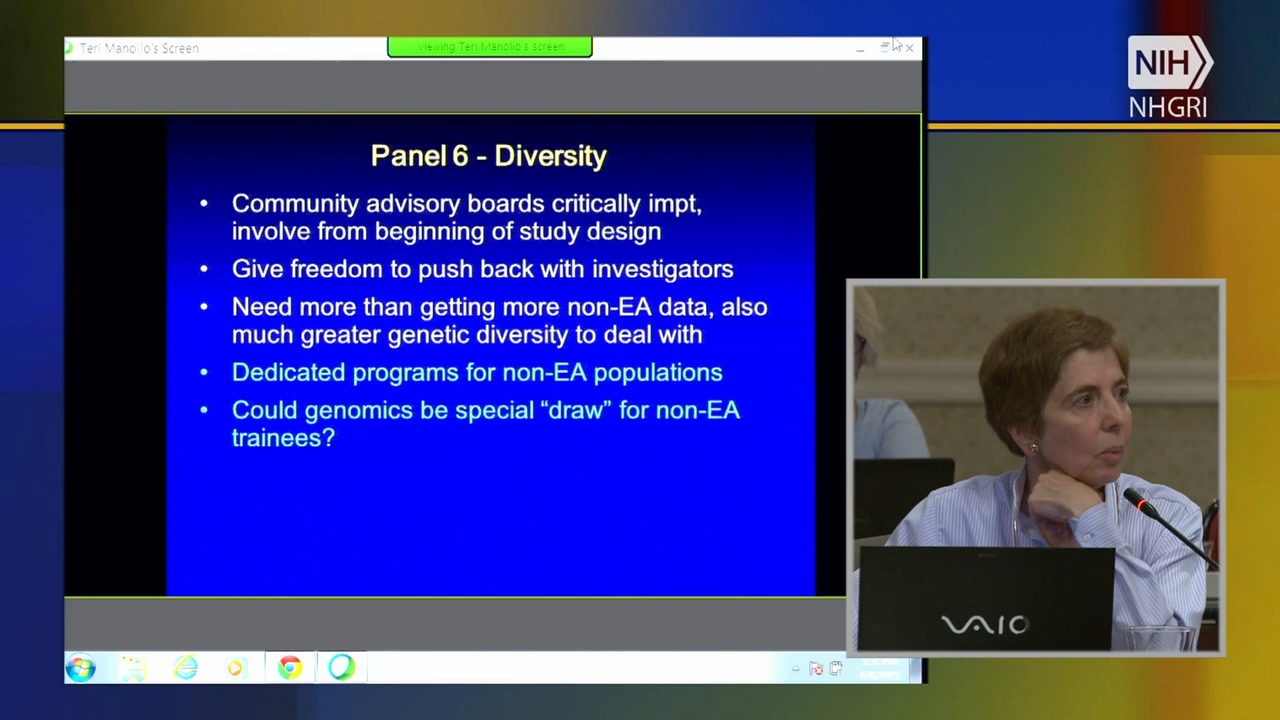 Teri Manolio's Screen
Viewing Teri Manolio's screen
NIH
NHGRI
Panel 6 - Diversity
• Community advisory boards critically impt,
involve from beginning of study design
• Give freedom to push back with investigators
• Need more than getting more non-EA data, also
much greater genetic diversity to deal with
• Dedicated programs for non-EA populations
• Could genomics be special “draw” for non-EA
trainees?
VAIO